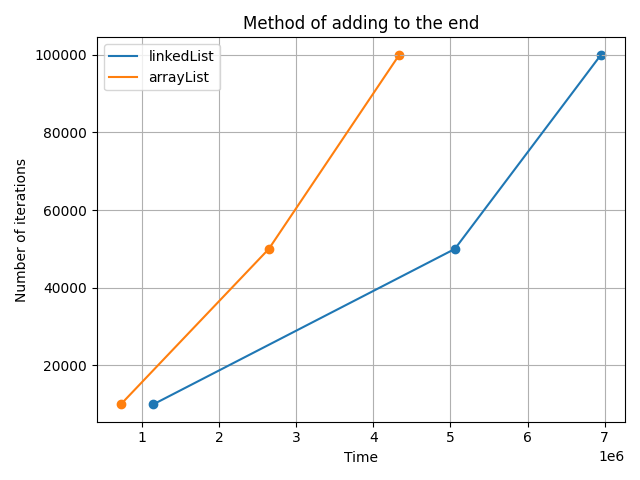 Method of adding to the end
linkedList
arrayList
Number of iterations
100000
80000
60000
40000
20000
1 2 3 4 5 6 7
1e6
Time